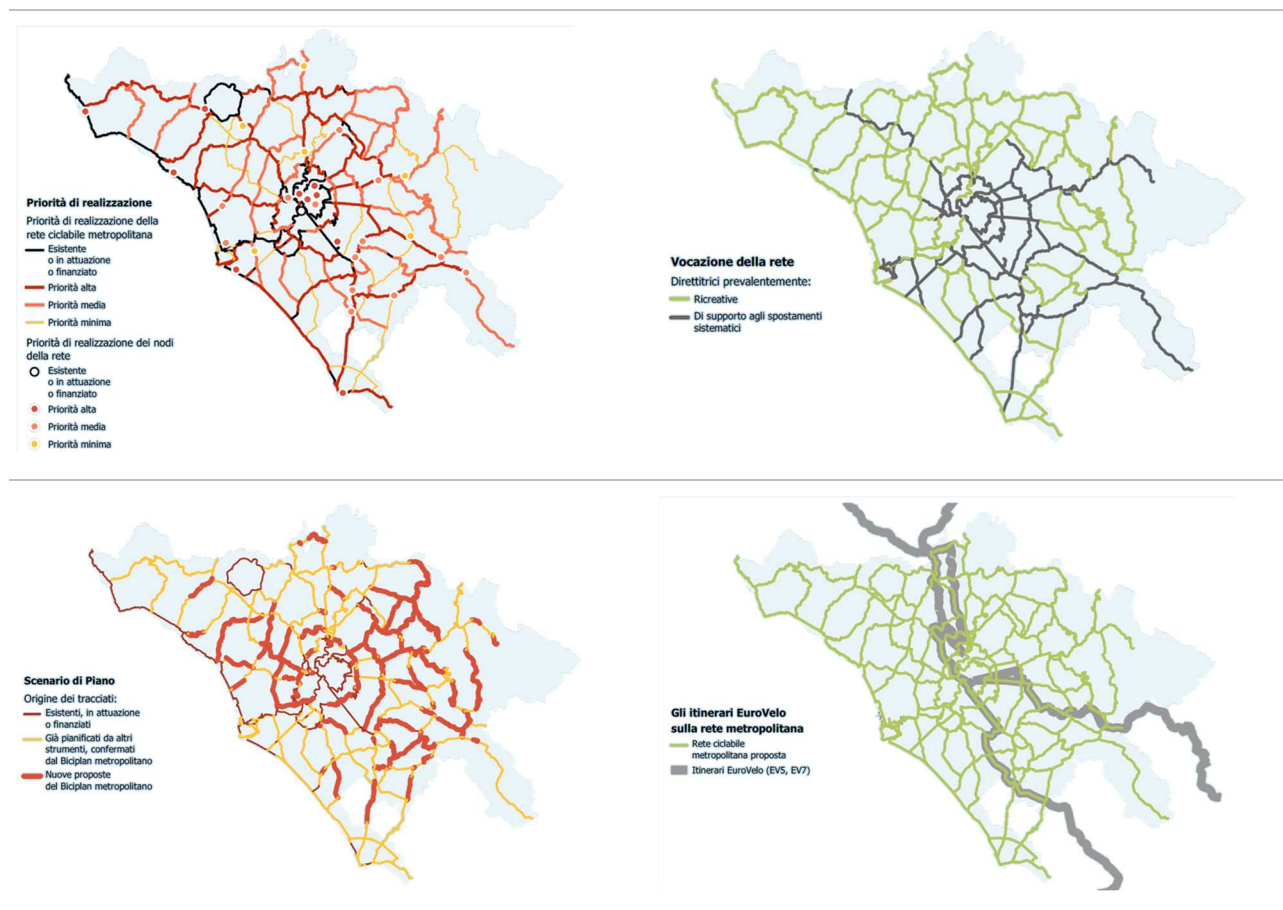 Priorità di realizzazione
Priorità di realizzazione della
rete ciclabile metropolitana
Esistente
o in attuazione
o finanziato
Priorità alta
Priorità media
Priorità minima
Priorità di realizzazione dei nodi
della rete
Esistente
o in attuazione
o finanziato
Priorità alta
Priorità media
Priorità minima
Vocazione della rete
Direttitrici prevalentemente:
Ricreative
Di supporto agli spostamenti
sistematici
Scenario di Piano
Origine dei tracciati:
Esistenti, in attuazione
o finanziati
Già pianificati da altri
strumenti, confermati
dal Biciplan metropolitano
Nuove proposte
del Biciplan metropolitano
Gli itinerari EuroVelo
sulla rete metropolitana
Rete ciclabile
metropolitana proposta
Itinerari EuroVelo (EV5, EV7)